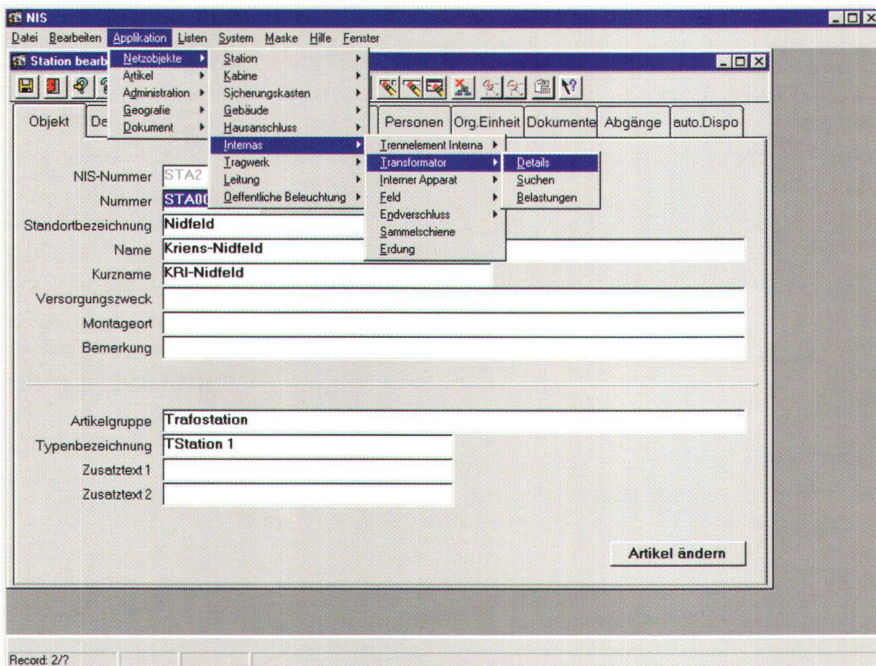 NIS
Datei Bearbeiten Applikation Listen System Maske Hilfe Fenster
Station bearb
Netzobjekte
Artikel
Administration
Geografie
Dokument
Station
Kabine
Sicherungskasten
Gebäude
Hausanschluss
Internas
Tragwerk
Leitung
Oeffentliche Beleuchtung
Trennelement Interna
Transformator
Interner Apparat
Feld
Endverschluss
Sammelschiene
Erdung
Details
Suchen
Belastungen
Objekt De Personen Org.Einheit Dokumente Abgänge auto.Dispo
NIS-Nummer STA2
Nummer STA00
Standortbezeichnung Nidfeld
Name Kriens-Nidfeld
Kurzname KRI-Nidfeld
Versorgungszweck
Montageort
Bemerkung
Artikelgruppe Trafostation
Typenbezeichnung TStation 1
Zusatztext 1
Zusatztext 2
Artikel ändern
Record: 2/?